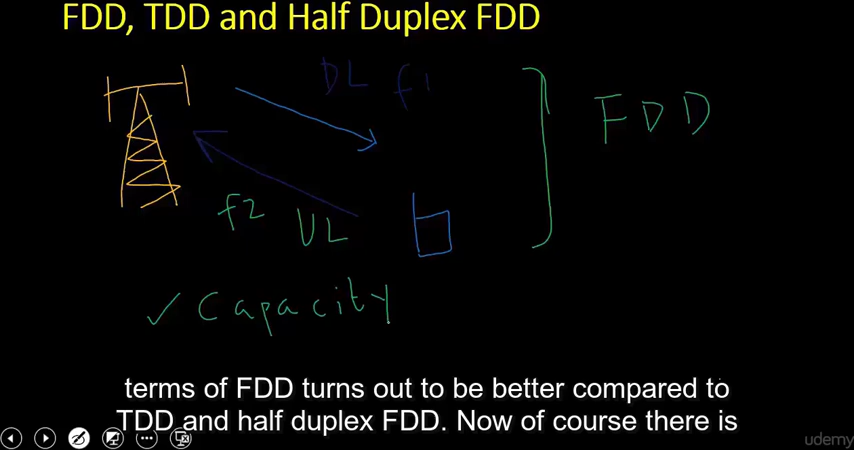 FDD, TDD and Half Duplex FDD
DL f1
FDD
f2 UL
✓ Capacity
terms of FDD turns out to be better compared to
TDD and half duplex FDD. Now of course there is
udemy